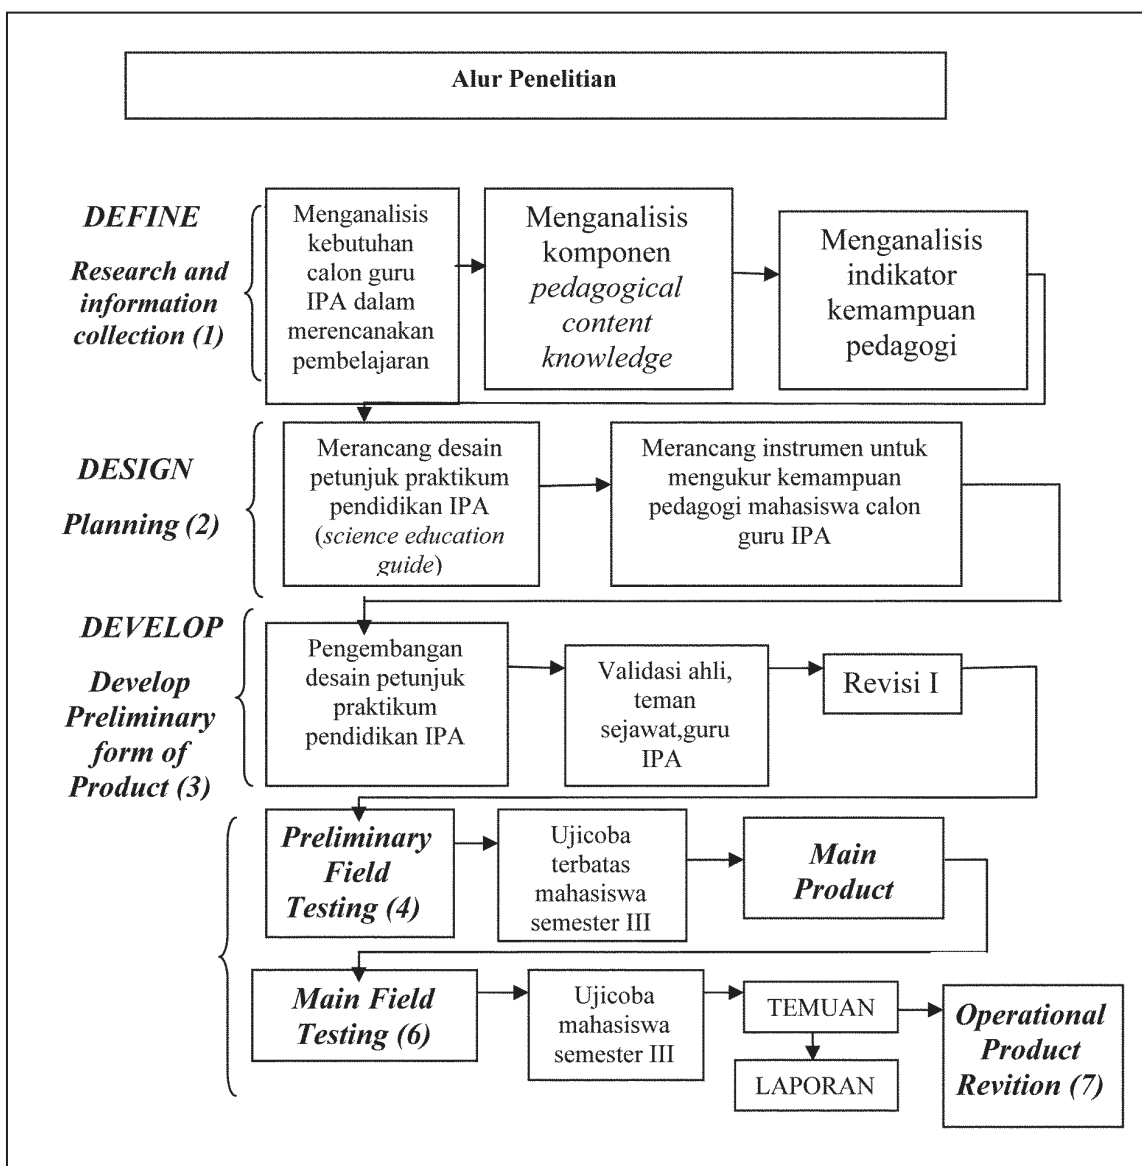 Alur Penelitian
DEFINE
Research and
information
collection (1)
Menganalisis
kebutuhan
calon guru
IPA dalam
merencanakan
pembelajaran
Menganalisis
komponen
pedagogical
content
knowledge
Menganalisis
indikator
kemampuan
pedagogi
DESIGN
Planning (2)
Merancang desain
petunjuk praktikum
pendidikan IPA
(science education
guide)
Merancang instrumen untuk
mengukur kemampuan
pedagogi mahasiswa calon
guru IPA
DEVELOP
Develop
Preliminary
form of
Product (3)
Pengembangan
desain petunjuk
praktikum
pendidikan IPA
Validasi ahli,
teman
sejawat,guru
IPA
Revisi I
Preliminary
Field
Testing (4)
Ujicoba
terbatas
mahasiswa
semester III
Main
Product
Main Field
Testing (6)
Ujicoba
mahasiswa
semester III
TEMUAN
LAPORAN
Operational
Product
Revition (7)